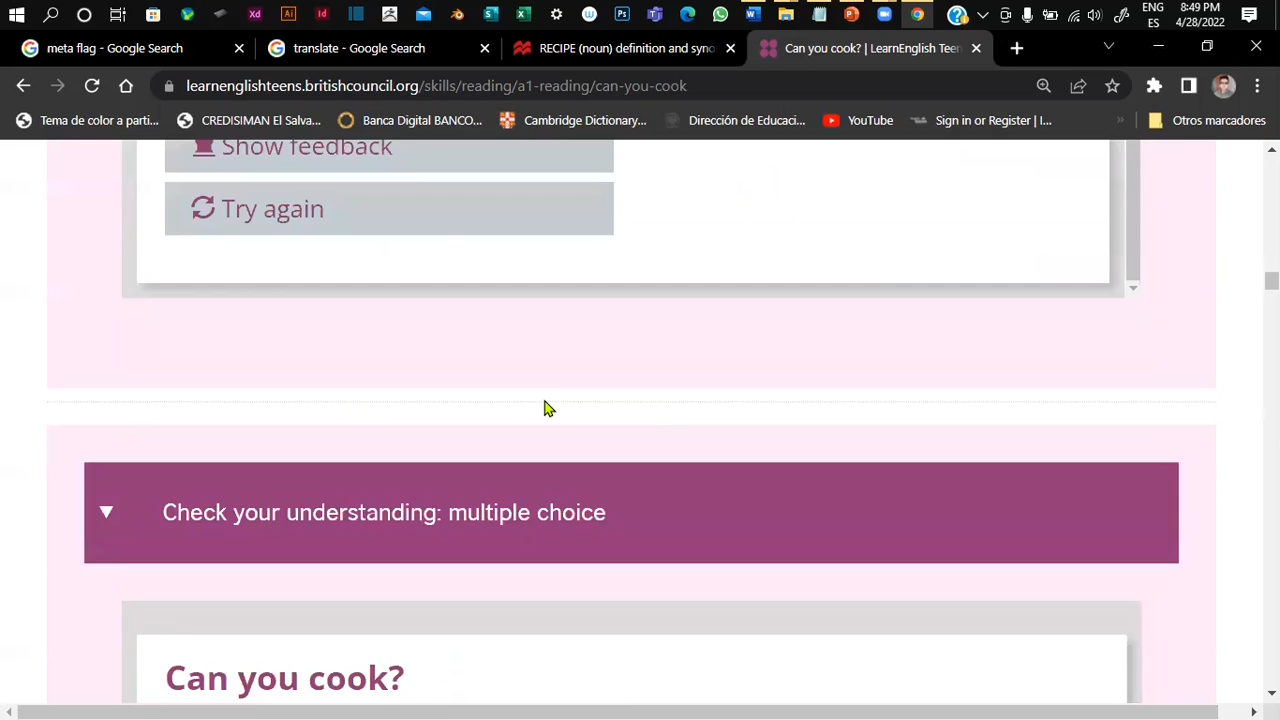 ENG
ES
8:49 PM
4/28/2022
meta flag - Google Search
translate - Google Search
RECIPE (noun) definition and syno
Can you cook? | LearnEnglish Teen
learnenglishteens.britishcouncil.org/skills/reading/a1-reading/can-you-cook
Tema de color a parti...
CREDISIMAN El Salva...
Banca Digital BANCO...
Cambridge Dictionary...
Dirección de Educaci...
YouTube
Sign in or Register | I...
Otros marcadores
Show feedback
Try again
Check your understanding: multiple choice
Can you cook?